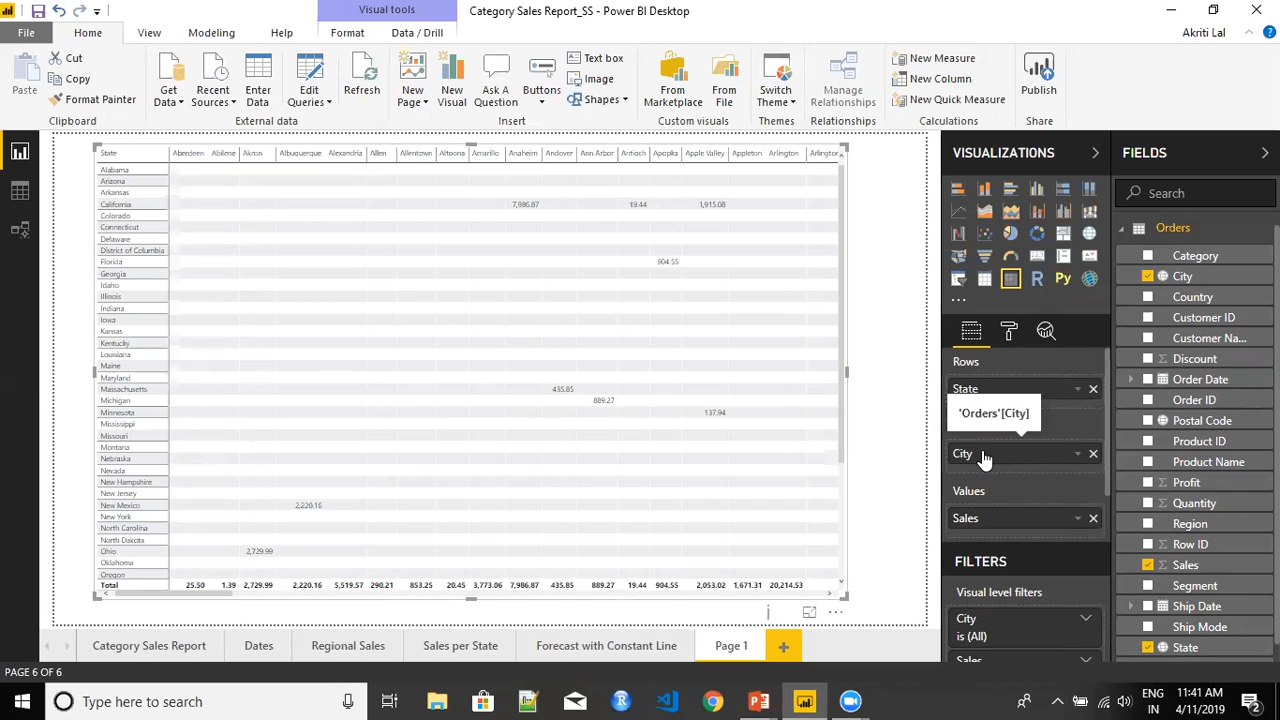 Visual tools
Category Sales Report_SS - Power BI Desktop
File
Home
View
Modeling
Help
Format
Data / Drill
Akriti Lal
Paste
Cut
Copy
Format Painter
Clipboard
Get Data
Recent Sources
Enter Data
Edit Queries
Refresh
External data
New Page
New Visual
Ask A Question
Buttons
Text box
Image
Shapes
Insert
From Marketplace
From File
Custom visuals
Switch Theme
Themes
Manage Relationships
Relationships
New Measure
New Column
New Quick Measure
Calculations
Publish
Share
State Aberdeen Abilene Akron Albuquerque Alexandria Allen Allentown Altoona Amarillo Anaheim Andover Ann Arbor Antioch Apopka Apple Valley Appleton Arlington Arlington
Alabama
Arizona
Arkansas
California 7,986.87 19.44 1,915.08
Colorado
Connecticut
Delaware
District of Columbia
Florida 904.55
Georgia
Idaho
Illinois
Indiana
Iowa
Kansas
Kentucky
Louisiana
Maine
Maryland
Massachusetts 435.85
Michigan 889.27
Minnesota 137.94
Mississippi
Missouri
Montana
Nebraska
Nevada
New Hampshire
New Jersey
New Mexico 2,220.16
New York
North Carolina
North Dakota
Ohio 2,729.99
Oklahoma
Oregon
Total 25.50 1.39 2,729.99 2,220.16 5,519.57 290.21 853.25 20.45 3,773.06 7,986.87 435.85 889.27 19.44 904.55 2,053.02 1,671.31 20,214.53
VISUALIZATIONS
R
Py
Rows
State
'Orders'[City]
City
Values
Sales
FILTERS
Visual level filters
City
is (All)
Sales
FIELDS
Search
Orders
Category
City
Country
Customer ID
Customer Na...
Discount
Order Date
Order ID
Postal Code
Product ID
Product Name
Profit
Quantity
Region
Row ID
Sales
Segment
Ship Date
Ship Mode
State
Category Sales Report
Dates
Regional Sales
Sales Per State
Forecast with Constant Line
Page 1
PAGE 6 OF 6
Type here to search
ENG
IN
11:41 AM
4/11/2019
2